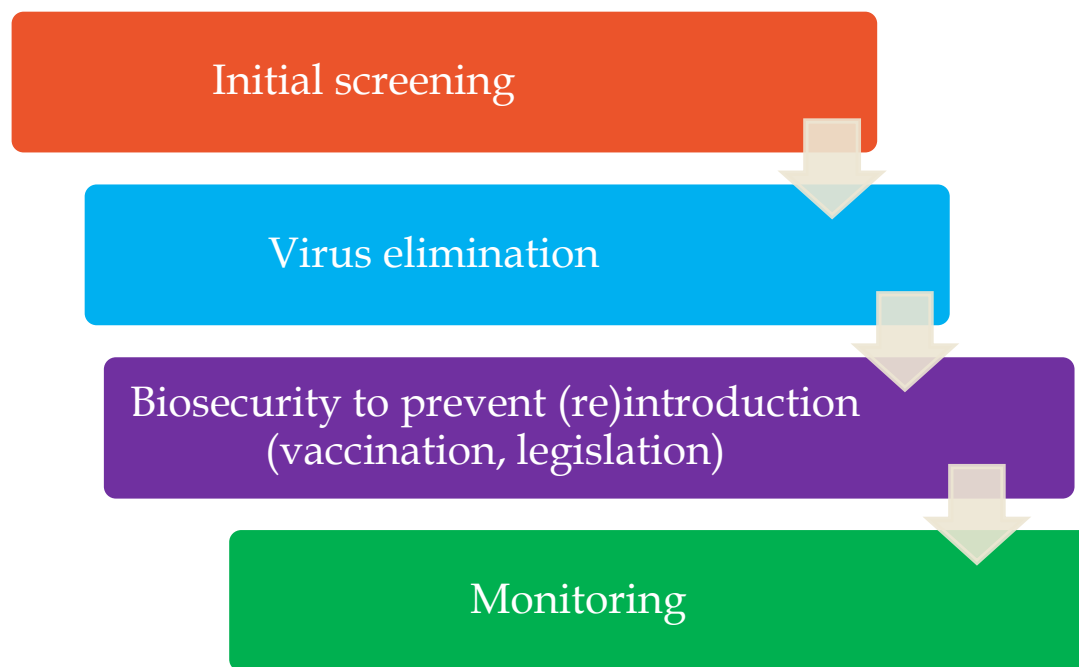 Initial screening
Virus elimination
Biosecurity to prevent (re)introduction
(vaccination, legislation)
Monitoring